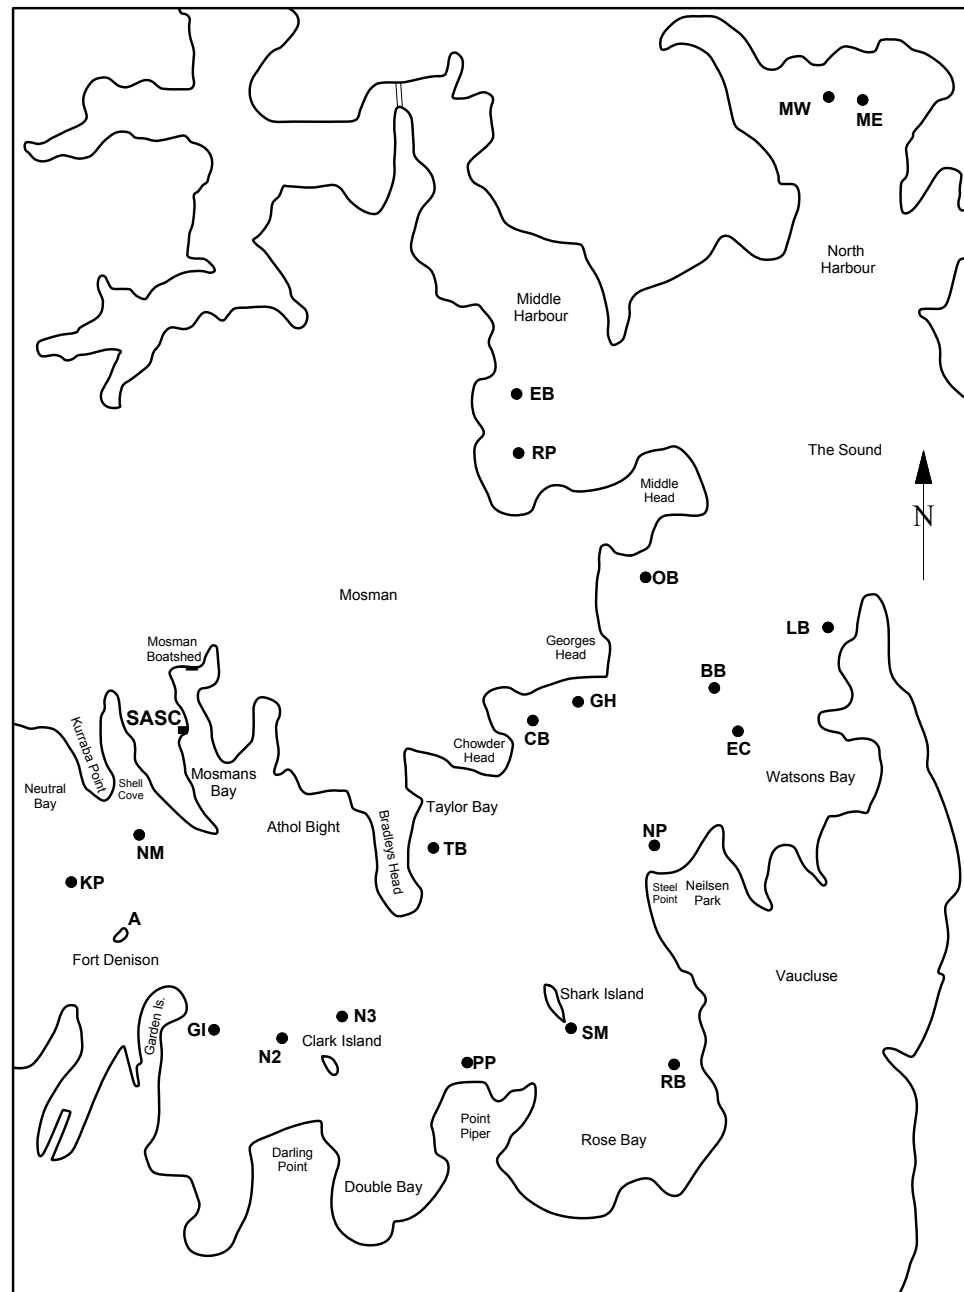 MW
ME
North
Harbour
Middle
Harbour
EB
RP
The Sound
Middle
Head
N
OB
Mosman
LB
Mosman
Boatshed
Georges
Head
BB
GH
SASC
CB
EC
Kurraba Point
Chowder
Head
Neutral
Bay
Shell
Cove
Mosmans
Bay
Watsons Bay
Taylor Bay
Athol Bight
Bradleys Head
NM
TB
NP
KP
Steel
Point
Neilsen
Park
A
Fort Denison
Vaucluse
Garden Is.
Shark Island
GI
N3
N2
Clark Island
SM
PP
RB
Point
Piper
Rose Bay
Darling
Point
Double Bay